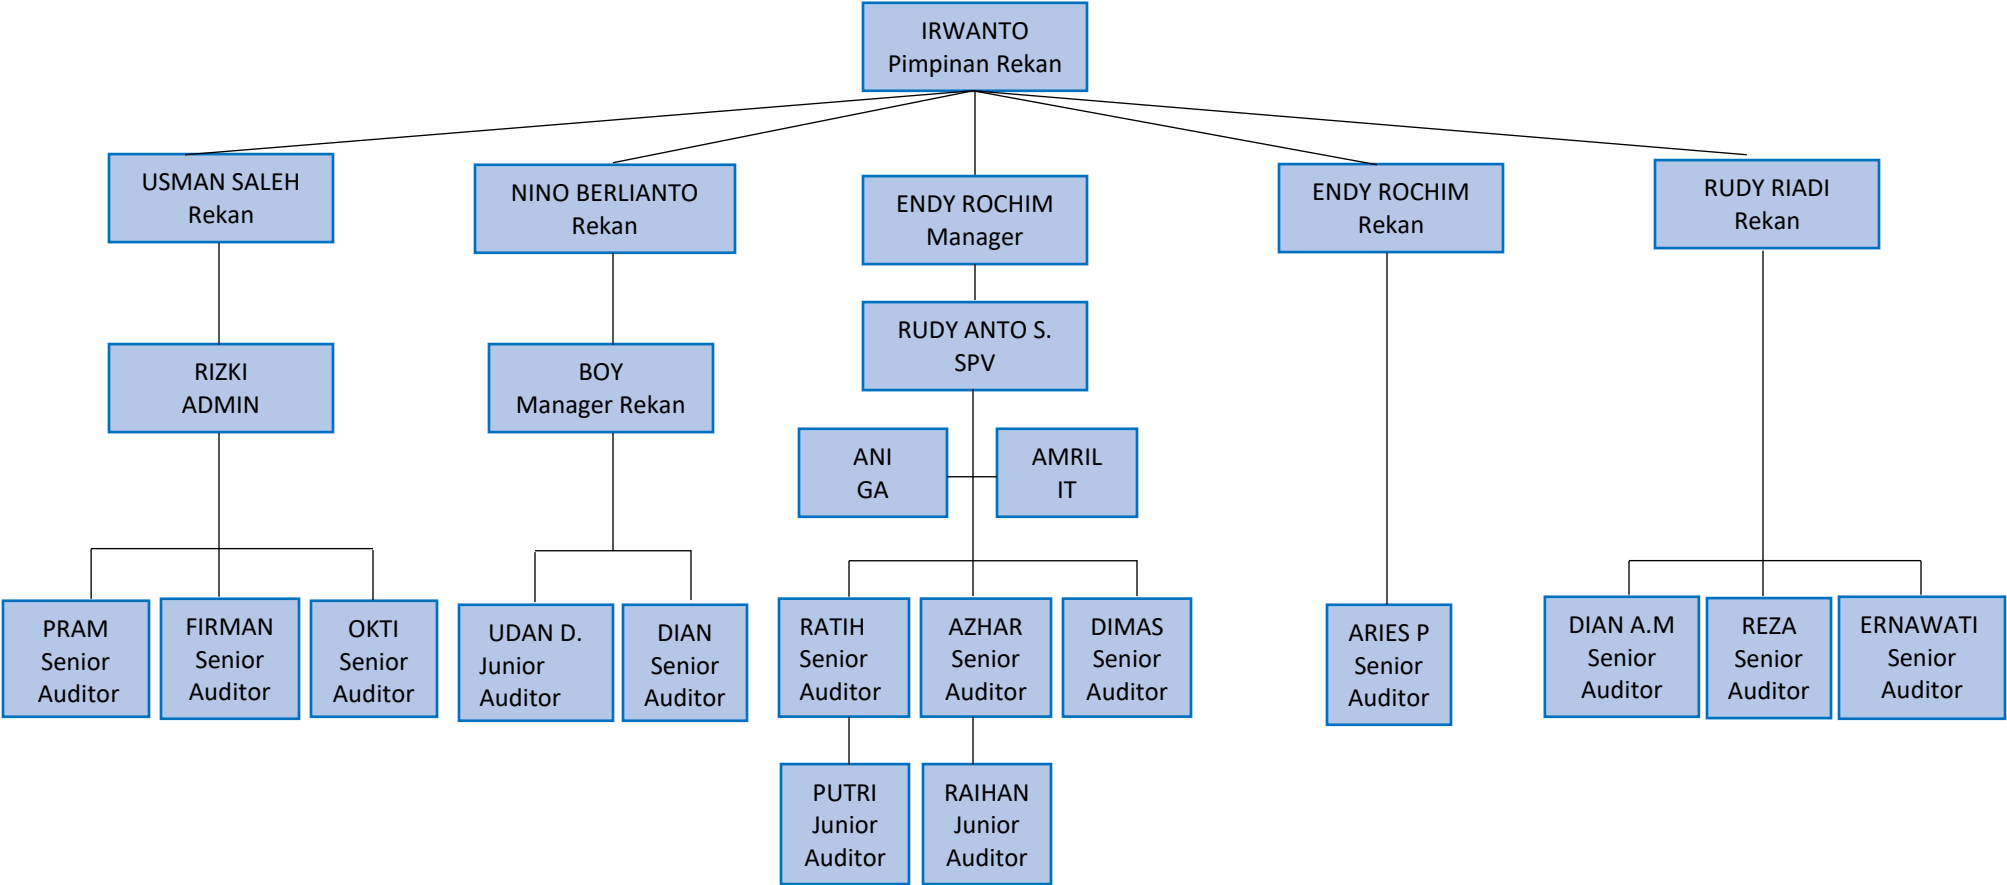 IRWANTO
Pimpinan Rekan
USMAN SALEH
Rekan
NINO BERLIANTO
Rekan
ENDY ROCHIM
Manager
ENDY ROCHIM
Rekan
RUDY RIADI
Rekan
RUDY ANTO S.
SPV
RIZKI
ADMIN
BOY
Manager Rekan
ANI
GA
AMRIL
IT
PRAM
Senior
Auditor
FIRMAN
Senior
Auditor
OKTI
Senior
Auditor
UDAN D.
Junior
Auditor
DIAN
Senior
Auditor
RATIH
Senior
Auditor
AZHAR
Senior
Auditor
DIMAS
Senior
Auditor
ARIES P
Senior
Auditor
DIAN A.M
Senior
Auditor
REZA
Senior
Auditor
ERNAWATI
Senior
Auditor
PUTRI
Junior
Auditor
RAIHAN
Junior
Auditor